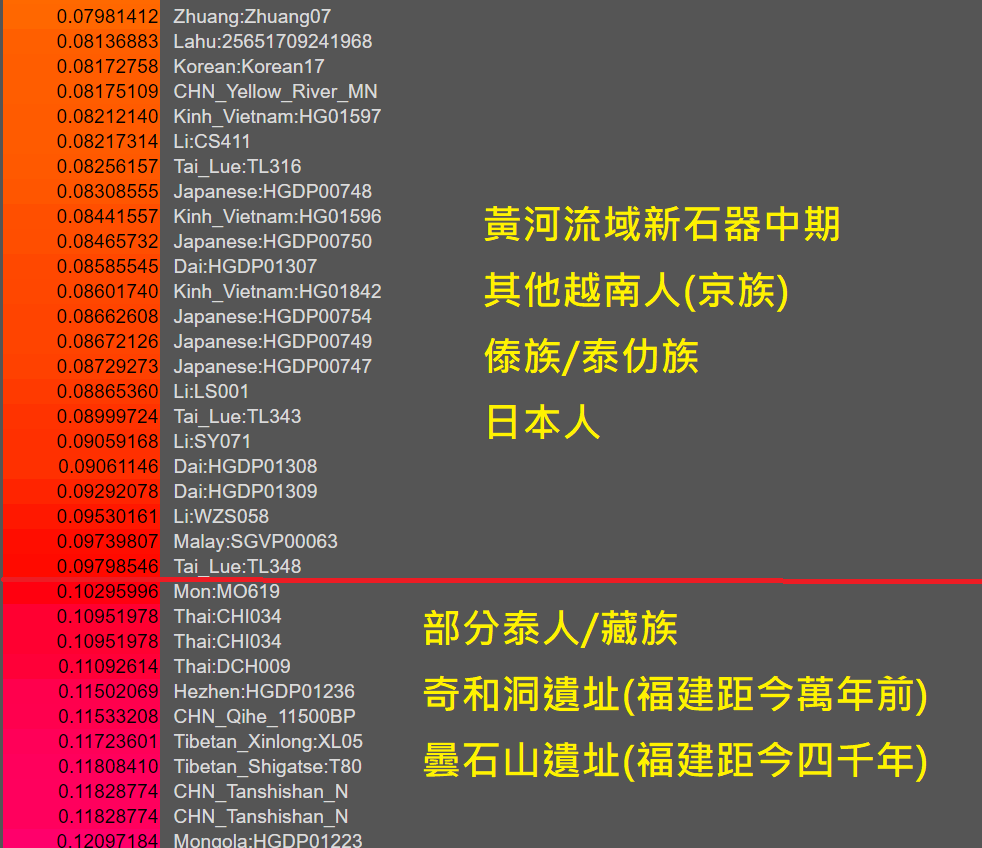 0.07981412 Zhuang:Zhuang07
0.08136883 Lahu:25651709241968
0.08172758 Korean:Korean17
0.08175109 CHN_Yellow_River_MN
0.08212140 Kinh_Vietnam:HG01597
0.08217314 Li:CS411
0.08256157 Tai_Lue:TL316
0.08308555 Japanese:HGDP00748
0.08441557 Kinh_Vietnam:HG01596
0.08465732 Japanese:HGDP00750
0.08585545 Dai:HGDP01307
0.08601740 Kinh_Vietnam:HG01842
0.08662608 Japanese:HGDP00754
0.08672126 Japanese:HGDP00749
0.08729273 Japanese:HGDP00747
0.08865360 Li:LS001
0.08999724 Tai_Lue:TL343
0.09059168 Li:SY071
0.09061146 Dai:HGDP01308
0.09292078 Dai:HGDP01309
0.09530161 Li:WZS058
0.09739807 Malay:SGVP00063
0.09798546 Tai_Lue:TL348
黃河流域新石器中期
其他越南人(京族)
傣族/泰仂族
日本人
0.10295996 Mon:MO619
0.10951978 Thai:CHI034
0.10951978 Thai:CHI034
0.11092614 Thai:DCH009
0.11502069 Hezhen:HGDP01236
0.11533208 CHN_Qihe_11500BP
0.11723601 Tibetan_Xinlong:XL05
0.11808410 Tibetan_Shigatse:T80
0.11828774 CHN_Tanshishan_N
0.11828774 CHN_Tanshishan_N
0.12097184 Mongola:HGDP01223
部分泰人/藏族
奇和洞遺址(福建距今萬年前)
曇石山遺址(福建距今四千年)